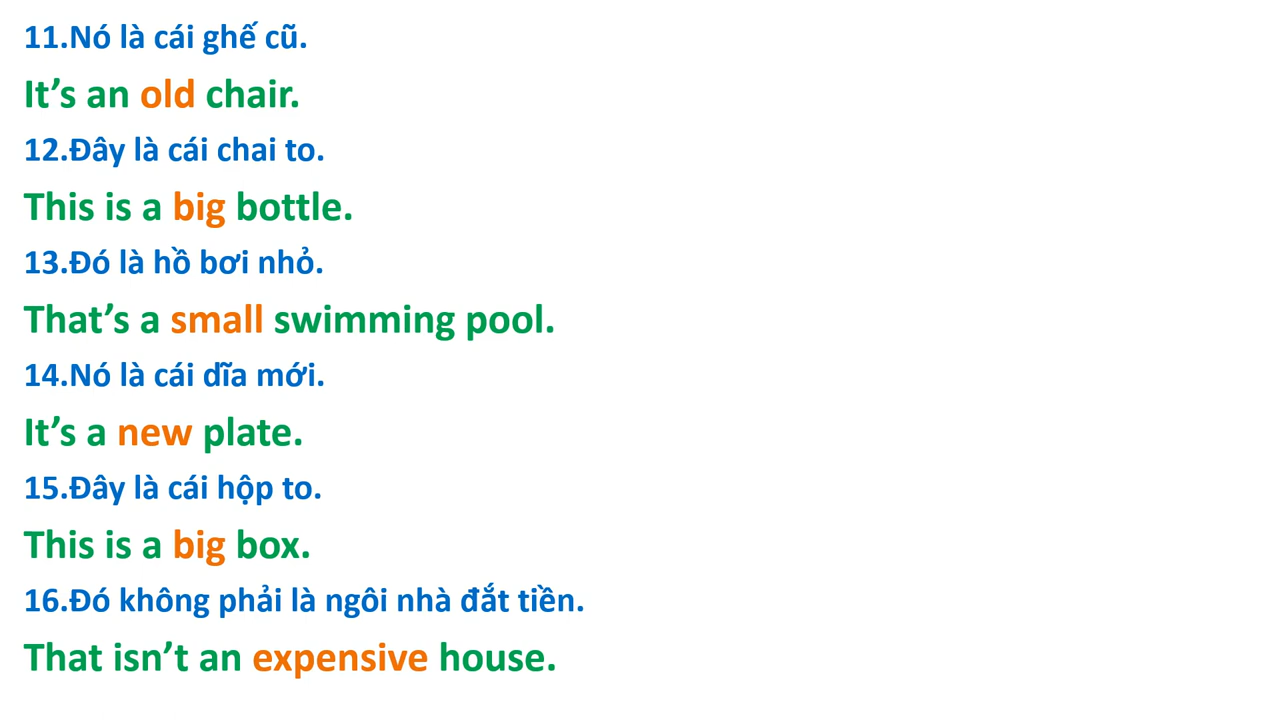 11.Nó là cái ghế cũ.
It’s an old chair.
12.Đây là cái chai to.
This is a big bottle.
13.Đó là hồ bơi nhỏ.
That’s a small swimming pool.
14.Nó là cái dĩa mới.
It’s a new plate.
15.Đây là cái hộp to.
This is a big box.
16.Đó không phải là ngôi nhà đắt tiền.
That isn’t an expensive house.